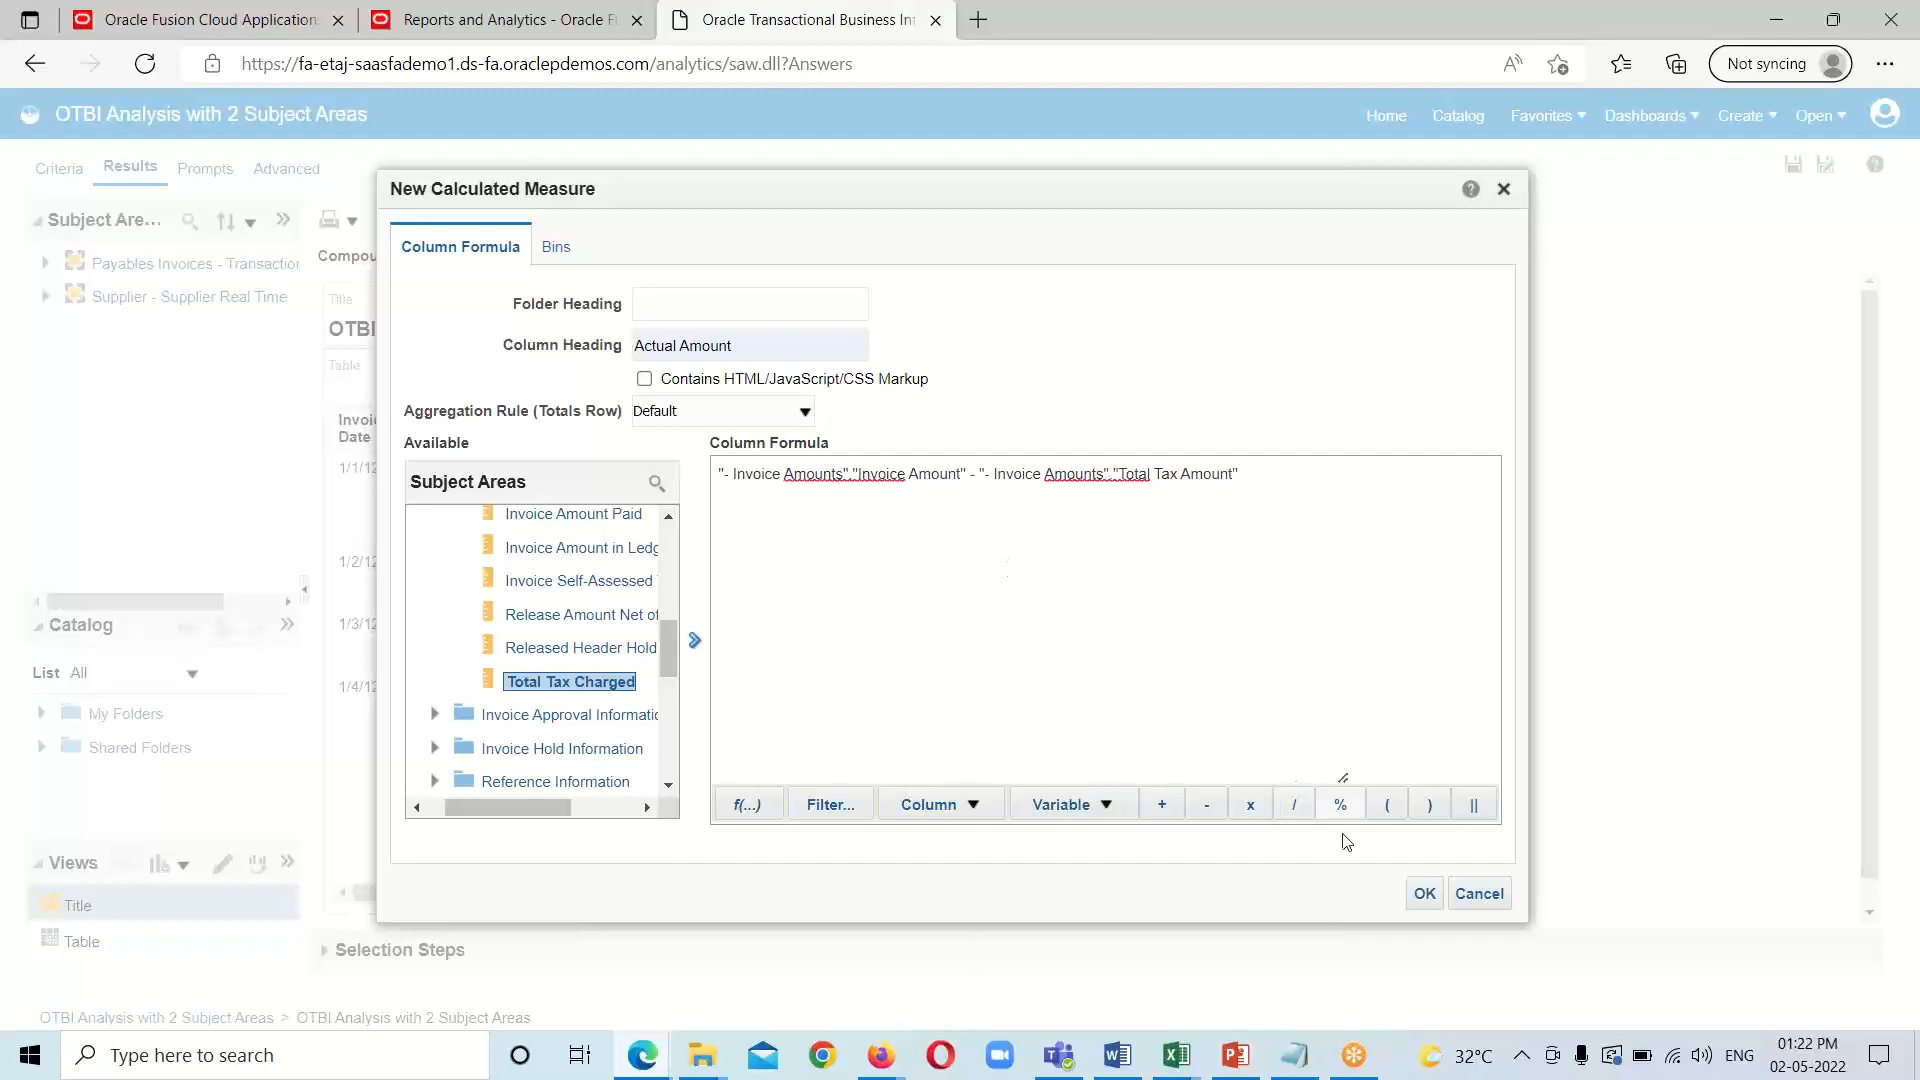 Oracle Fusion Cloud Application
Reports and Analytics - Oracle F
Oracle Transactional Business In
https://fa-etaj-saasfademo1.ds-fa.oraclepdemos.com/analytics/saw.dll?Answers
Not syncing
OTBI Analysis with 2 Subject Areas
Home Catalog Favorites Dashboards Create Open
Criteria Results Prompts Advanced
New Calculated Measure
Subject Are...
Payables Invoices - Transaction
Supplier - Supplier Real Time
Compou
Title
OTBI
Table
Invoi
Date
1/1/12
1/2/12
1/3/12
1/4/12
Column Formula Bins
Folder Heading
Column Heading Actual Amount
Contains HTML/JavaScript/CSS Markup
Aggregation Rule (Totals Row) Default
Available
Column Formula
Subject Areas
"- Invoice Amounts"."Invoice Amount" - "- Invoice Amounts"."Total Tax Amount"
Invoice Amount Paid
Invoice Amount in Ledg
Invoice Self-Assessed
Release Amount Net of
Released Header Hold
Total Tax Charged
Invoice Approval Informatio
Invoice Hold Information
Reference Information
f(...) Filter... Column Variable + - x / % ( ) ||
OK Cancel
Catalog
List All
My Folders
Shared Folders
Views
Title
Table
Selection Steps
OTBI Analysis with 2 Subject Areas > OTBI Analysis with 2 Subject Areas
Type here to search
32°C
ENG
01:22 PM
02-05-2022